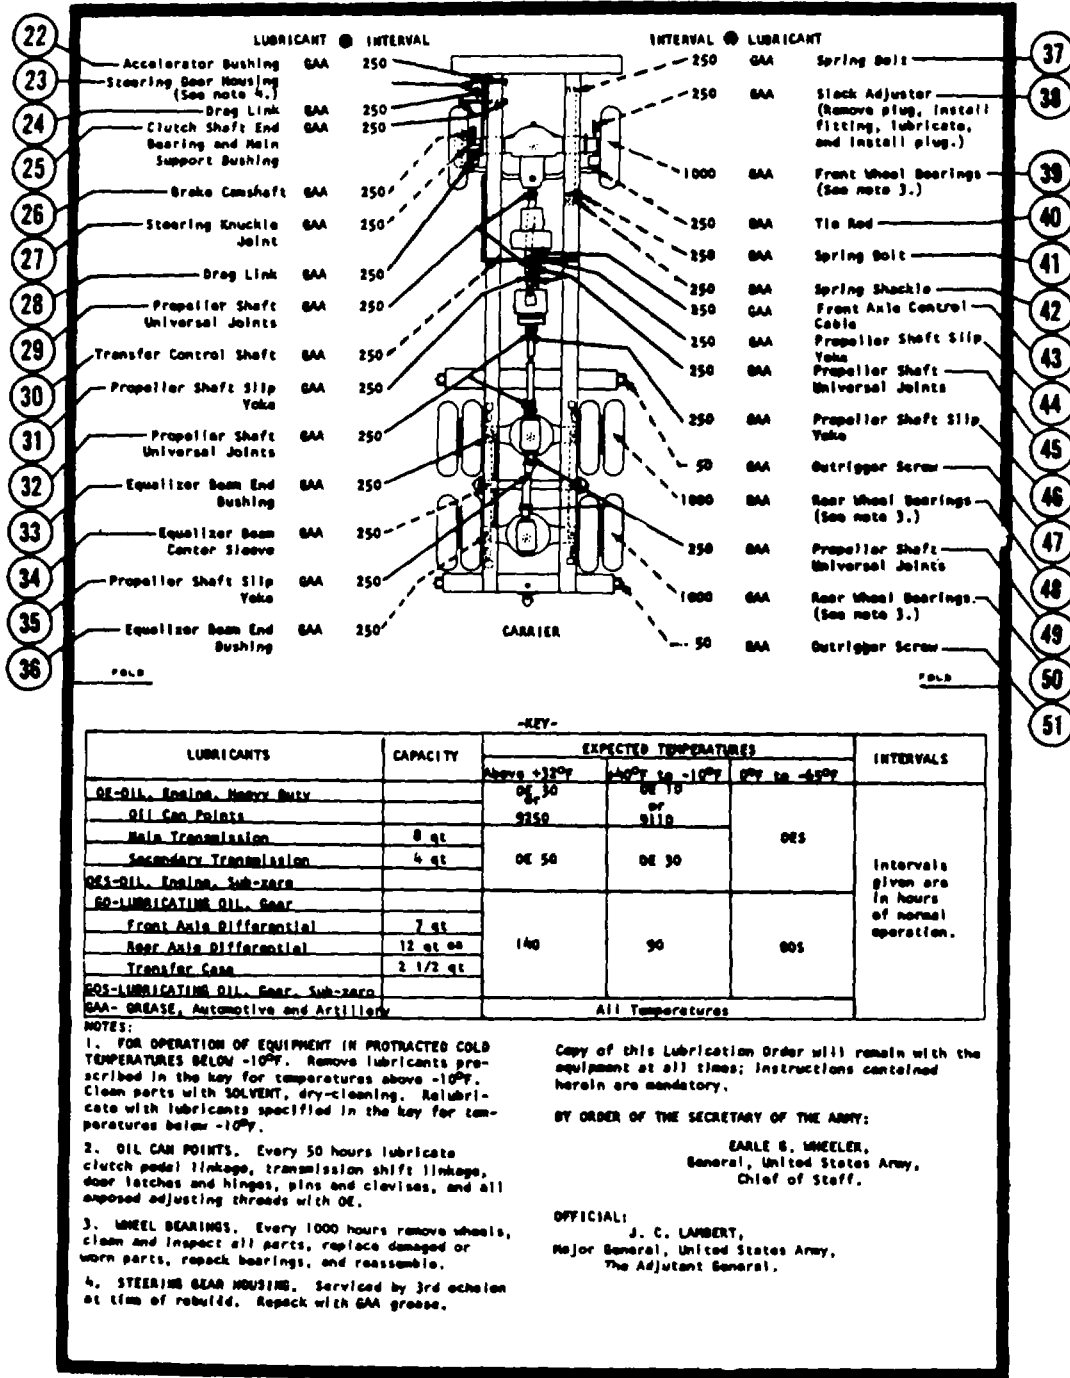 LUBRICANT ● INTERVAL
INTERVAL ● LUBRICANT
22 Accelerator Bushing GAA 250
23 Steering Gear Housing
(See note 4.)
24 Drag Link GAA 250
25 Clutch Shaft End GAA 250
Bearing and Main
Support Bushing
26 Brake Camshaft GAA 250
27 Steering Knuckle GAA 250
Joint
28 Drag Link GAA 250
29 Propeller Shaft GAA 250
Universal Joints
30 Transfer Control Shaft GAA 250
31 Propeller Shaft Slip GAA 250
Yoke
32 Propeller Shaft GAA 250
Universal Joints
33 Equalizer Beam End GAA 250
Bushing
34 Equalizer Beam GAA 250
Center Sleeve
35 Propeller Shaft Slip GAA 250
Yoke
36 Equalizer Beam End GAA 250
Bushing
250 GAA Spring Bolt 37
250 GAA Slack Adjuster 38
(Remove plug, install
fitting, lubricate,
and install plug.)
1000 GAA Front Wheel Bearings 39
(See note 3.)
250 GAA Tie Rod 40
250 GAA Spring Bolt 41
250 GAA Spring Shackle 42
250 GAA Front Axle Control 43
Cable
250 GAA Propeller Shaft Slip 44
Yoke
250 GAA Propeller Shaft 45
Universal Joints
250 GAA Propeller Shaft Slip 46
Yoke
50 GAA Outrigger Screw 47
1000 GAA Rear Wheel Bearings 48
(See note 3.)
250 GAA Propeller Shaft 49
Universal Joints
1000 GAA Rear Wheel Bearings. 50
(See note 3.)
50 GAA Outrigger Screw 51
CARRIER
FOLD
FOLD
-KEY-
LUBRICANTS CAPACITY EXPECTED TEMPERATURES INTERVALS
Above +32°F +40°F to -10°F 0°F to -45°F
OE-OIL, Engine, Heavy Duty OE 30 OE 10
or or
Oil Can Points 9250 9110
Main Transmission 8 qt OES
Secondary Transmission 4 qt OE 50 OE 30
OES-OIL, Engine, Sub-zero
GO-LUBRICATING OIL, Gear
Front Axle Differential 7 qt
Rear Axle Differential 12 qt ea 140 90 GOS
Transfer Case 2 1/2 qt
GOS-LUBRICATING OIL, Gear, Sub-zero
GAA- GREASE, Automotive and Artillery All Temperatures
Intervals
given are
in hours
of normal
operation.
NOTES:
1. FOR OPERATION OF EQUIPMENT IN PROTRACTED COLD
TEMPERATURES BELOW -10°F. Remove lubricants pre-
scribed in the key for temperatures above -10°F.
Clean parts with SOLVENT, dry-cleaning. Relubri-
cate with lubricants specified in the key for tem-
peratures below -10°F.
2. OIL CAN POINTS. Every 50 hours lubricate
clutch pedal linkage, transmission shift linkage,
door latches and hinges, pins and clevises, and all
exposed adjusting threads with OE.
3. WHEEL BEARINGS. Every 1000 hours remove wheels,
clean and inspect all parts, replace damaged or
worn parts, repack bearings, and reassemble.
4. STEERING GEAR HOUSING. Serviced by 3rd echelon
at time of rebuild. Repack with GAA grease.
Copy of this Lubrication Order will remain with the
equipment at all times; instructions contained
herein are mandatory.
BY ORDER OF THE SECRETARY OF THE ARMY:
EARLE G. WHEELER,
General, United States Army,
Chief of Staff.
OFFICIAL:
J. C. LAMBERT,
Major General, United States Army,
The Adjutant General.